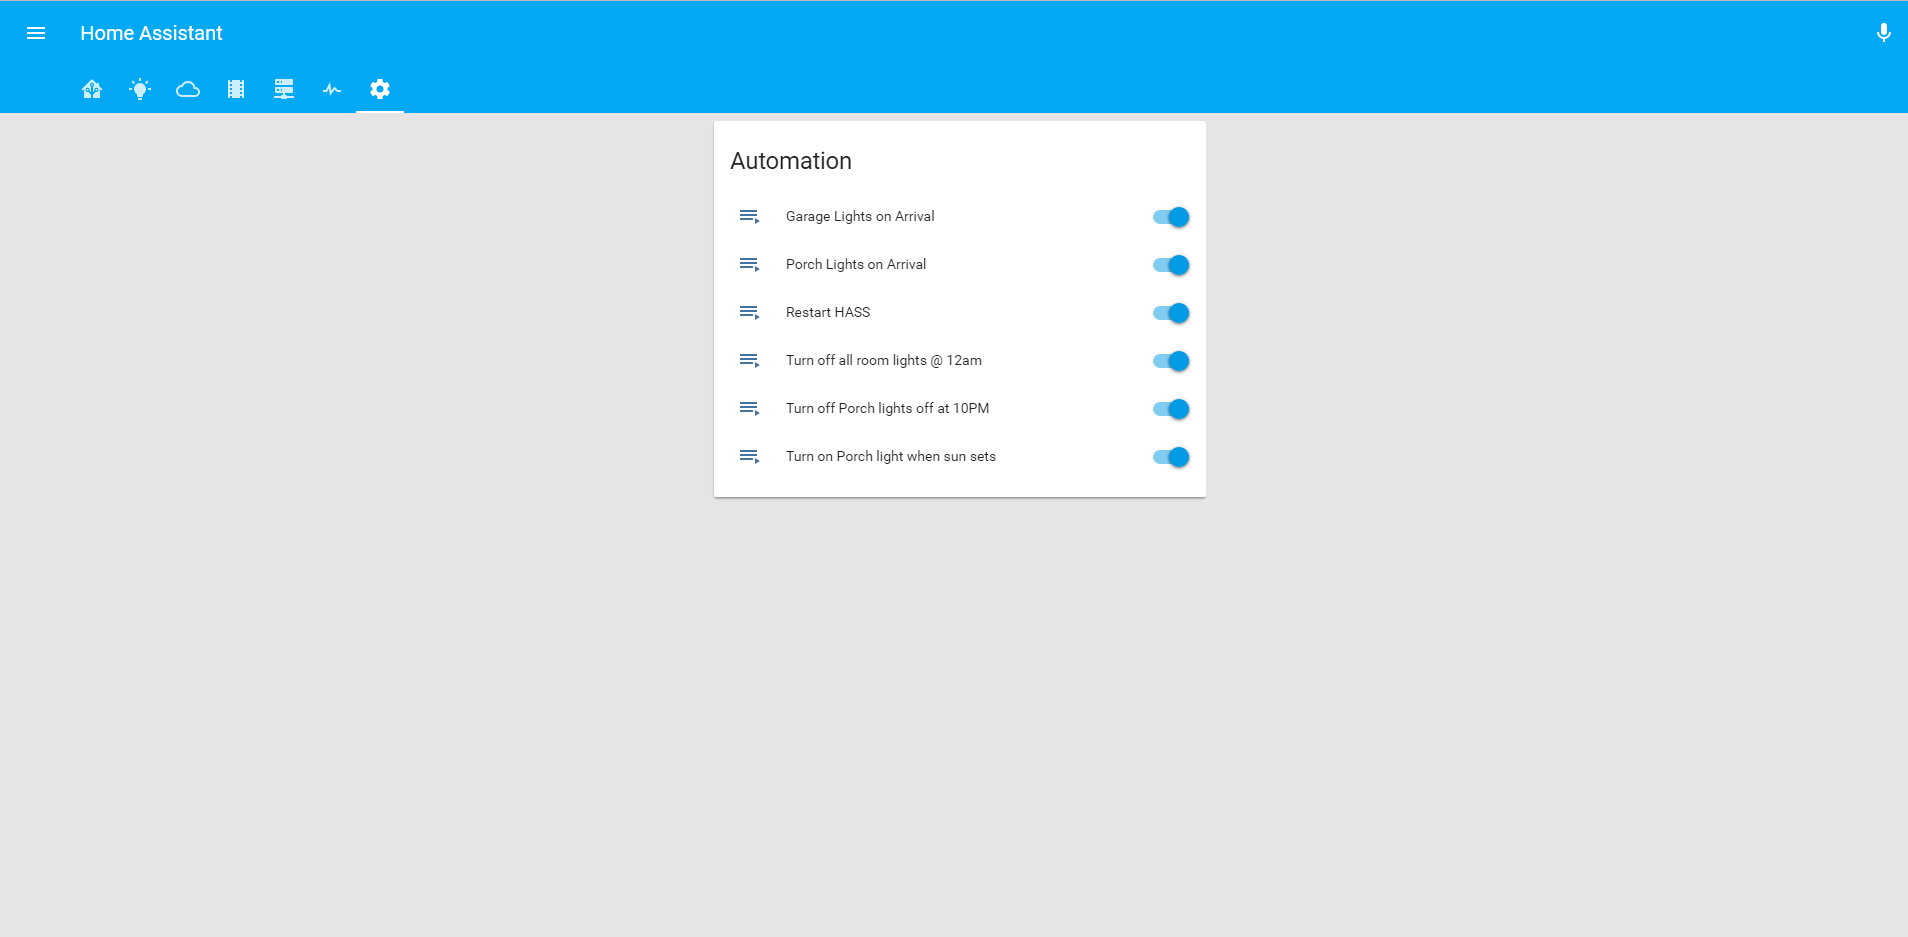 Home Assistant
Automation
Garage Lights on Arrival
Porch Lights on Arrival
Restart HASS
Turn off all room lights @ 12am
Turn off Porch lights off at 10PM
Turn on Porch light when sun sets